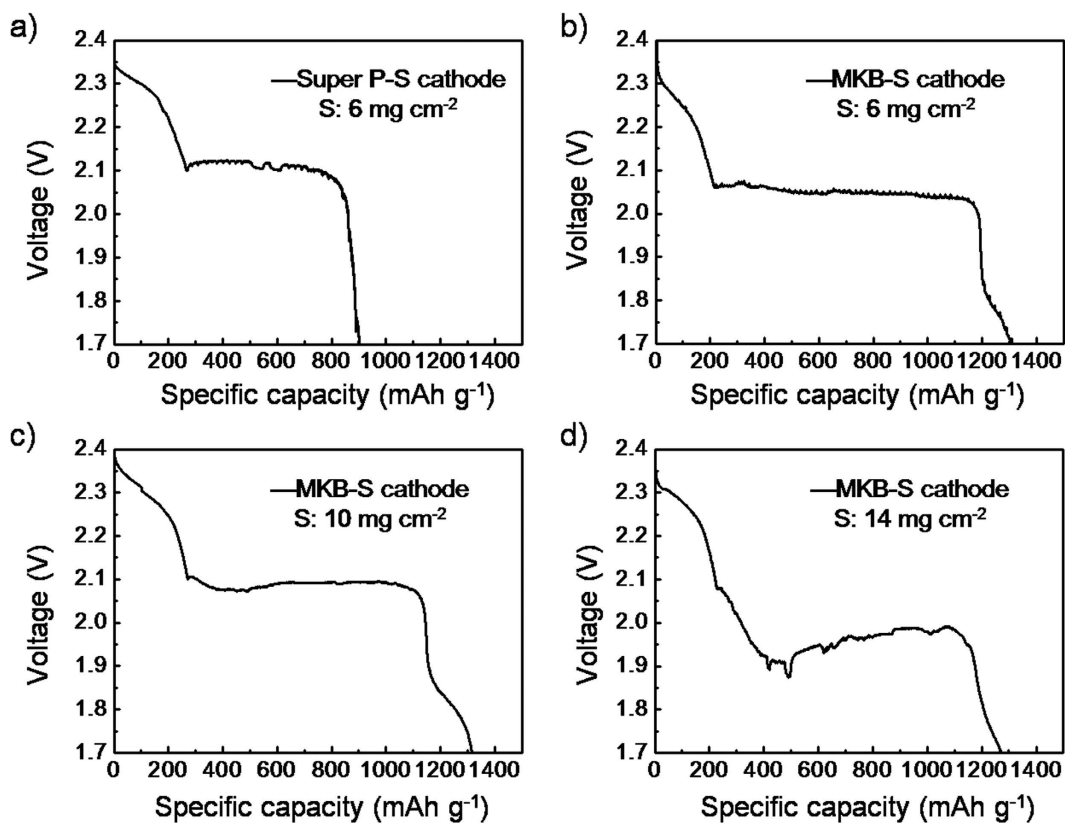 a)
2.4
2.3
2.2
2.1
2.0
1.9
1.8
1.7
Voltage (V)
Super P-S cathode
S: 6 mg cm⁻²
0 200 400 600 800 1000 1200 1400
Specific capacity (mAh g⁻¹)
b)
2.4
2.3
2.2
2.1
2.0
1.9
1.8
1.7
Voltage (V)
MKB-S cathode
S: 6 mg cm⁻²
0 200 400 600 800 1000 1200 1400
Specific capacity (mAh g⁻¹)
c)
2.4
2.3
2.2
2.1
2.0
1.9
1.8
1.7
Voltage (V)
MKB-S cathode
S: 10 mg cm⁻²
0 200 400 600 800 1000 1200 1400
Specific capacity (mAh g⁻¹)
d)
2.4
2.3
2.2
2.1
2.0
1.9
1.8
1.7
Voltage (V)
MKB-S cathode
S: 14 mg cm⁻²
0 200 400 600 800 1000 1200 1400
Specific capacity (mAh g⁻¹)